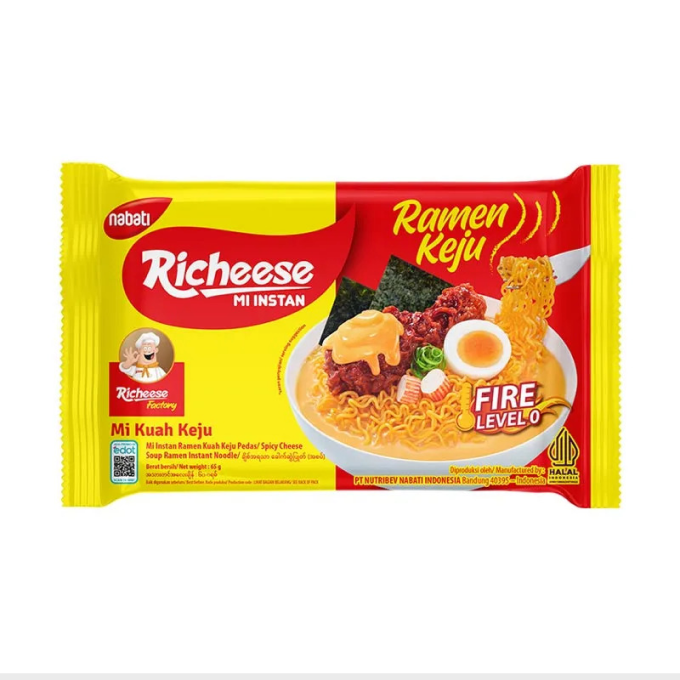 nabati
Richeese
MI INSTAN
Ramen
Keju
Richeese
Factory
FIRE
LEVEL 0
Mi Kuah Keju
edot
Mi Instan Ramen Kuah Keju Pedas/ Spicy Cheese
Soup Ramen Instant Noodle/
Berat bersih/ Net weight : 65 g
Diproduksi oleh/ Manufactured by :
PT NUTRIBEV NABATI INDONESIA Bandung 40395 – Indonesia
HALAL
INDONESIA